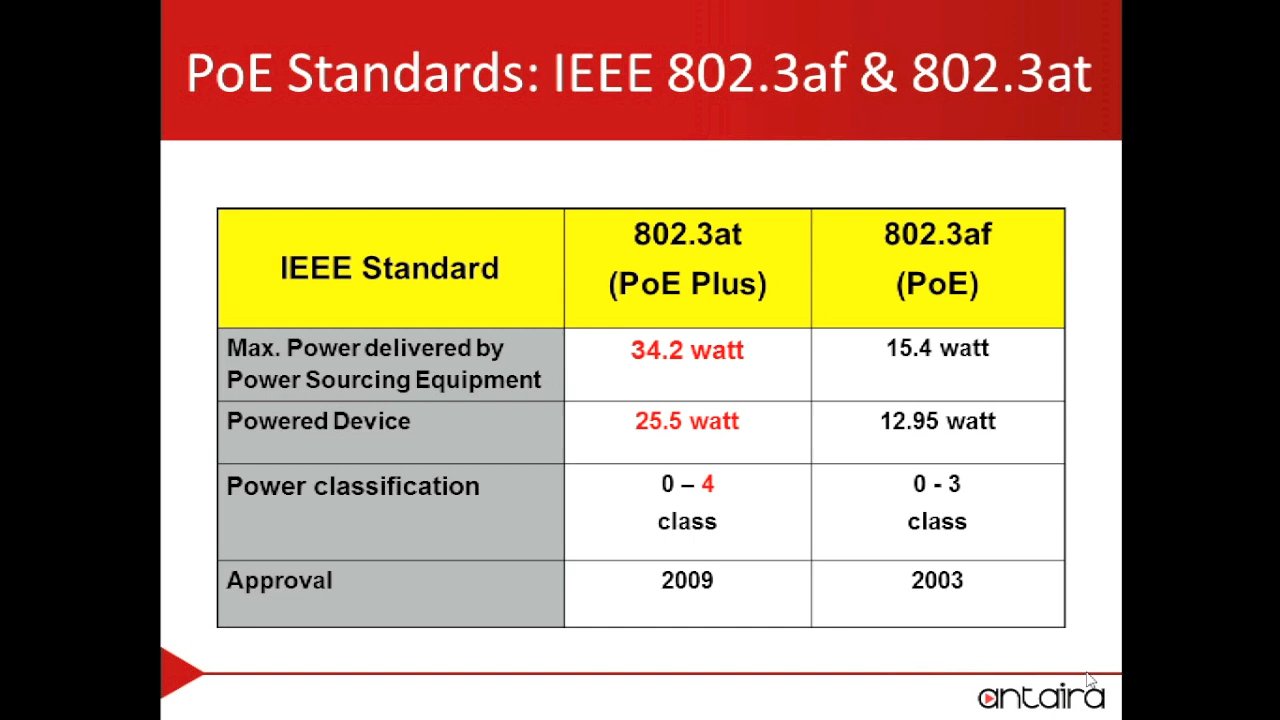 PoE Standards: IEEE 802.3af & 802.3at
IEEE Standard
802.3at
(PoE Plus)
802.3af
(PoE)
Max. Power delivered by
Power Sourcing Equipment
34.2 watt
15.4 watt
Powered Device
25.5 watt
12.95 watt
Power classification
0 – 4
class
0 - 3
class
Approval
2009
2003
antaira